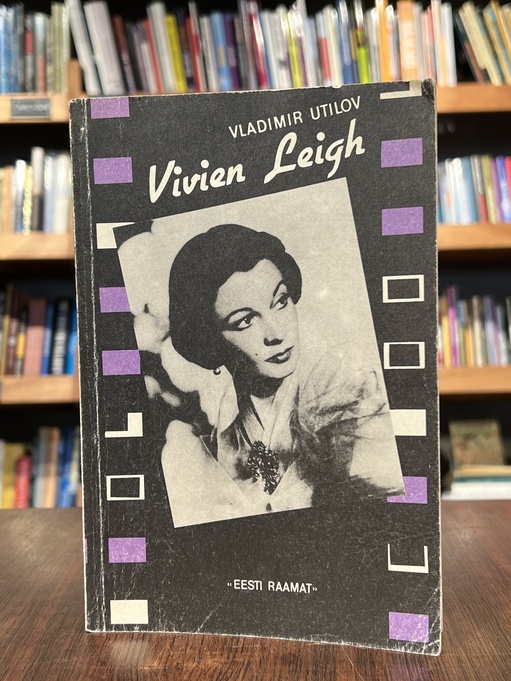 VLADIMIR UTILOV
Vivien Leigh
«EESTI RAAMAT»